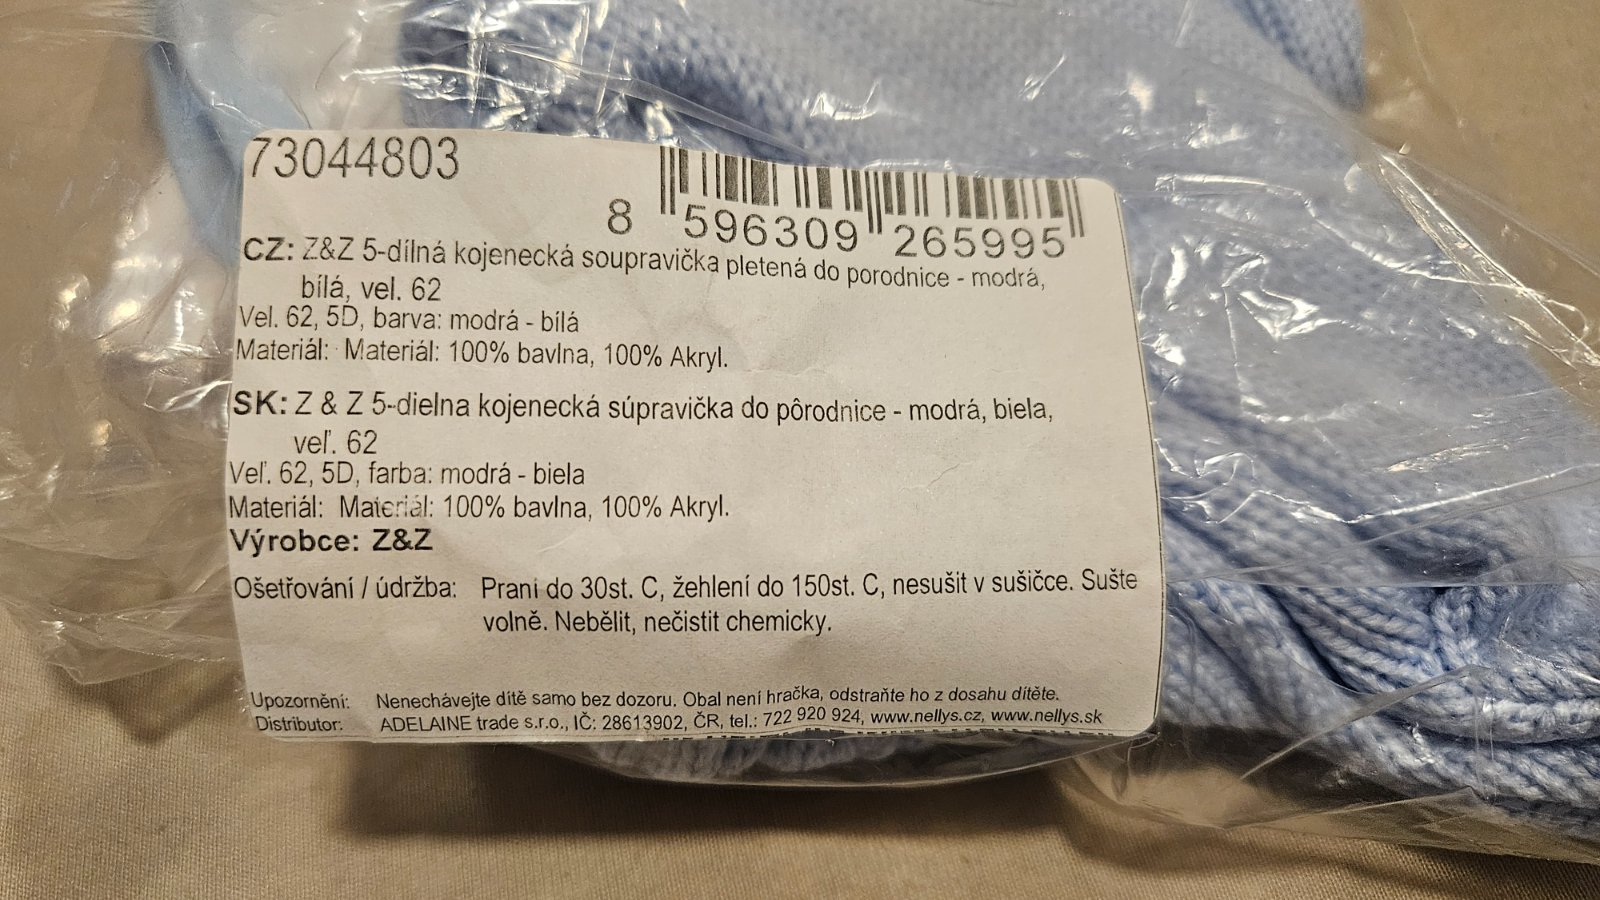 73044803
8 596309 265995
CZ: Z&Z 5-dílná kojenecká soupravička pletená do porodnice - modrá,
bílá, vel. 62
Vel. 62, 5D, barva: modrá - bílá
Materiál: Materiál: 100% bavlna, 100% Akryl.
SK: Z & Z 5-dielna kojenecká súpravička do pôrodnice - modrá, biela,
veľ. 62
Veľ. 62, 5D, farba: modrá - biela
Materiál: Materiál: 100% bavlna, 100% Akryl.
Výrobce: Z&Z
Ošetřování / údržba: Praní do 30st. C, žehlení do 150st. C, nesušit v sušičce. Sušte
volně. Nebělit, nečistit chemicky.
Upozornění: Nenechávejte dítě samo bez dozoru. Obal není hračka, odstraňte ho z dosahu dítěte.
Distributor: ADELAINE trade s.r.o., IČ: 28613902, ČR, tel.: 722 920 924, www.nellys.cz, www.nellys.sk